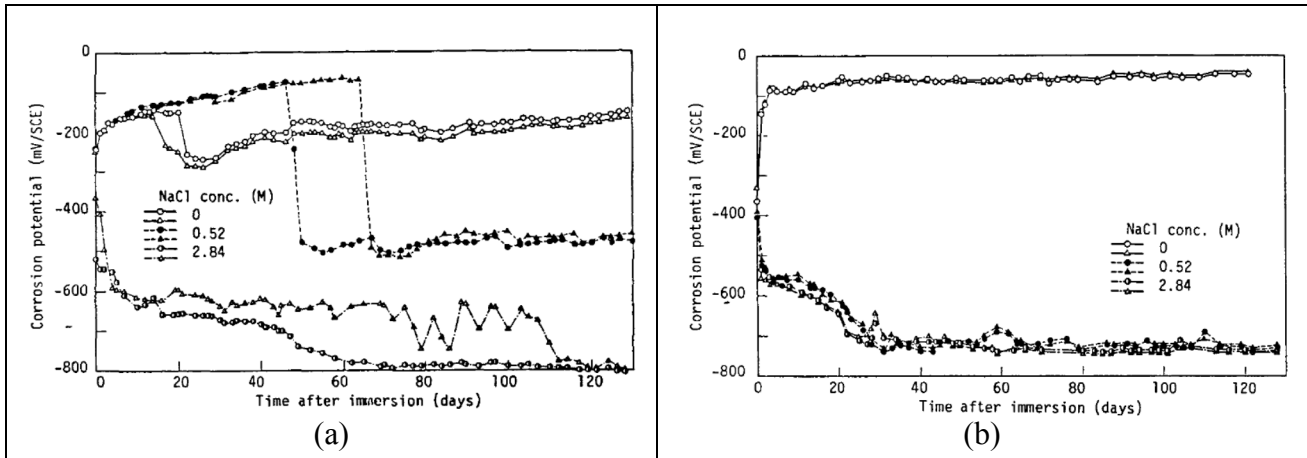 0
-200
-400
-600
-
-800
Corrosion potential (mV/SCE)
NaCl conc. (M)
0
0.52
2.84
0 20 40 60 80 100 120
Time after immersion (days)
(a)
0
-200
-400
-600
-800
Corrosion potential (mV/SCE)
NaCl conc. (M)
0
0.52
2.84
0 20 40 60 80 100 120
Time after immersion (days)
(b)